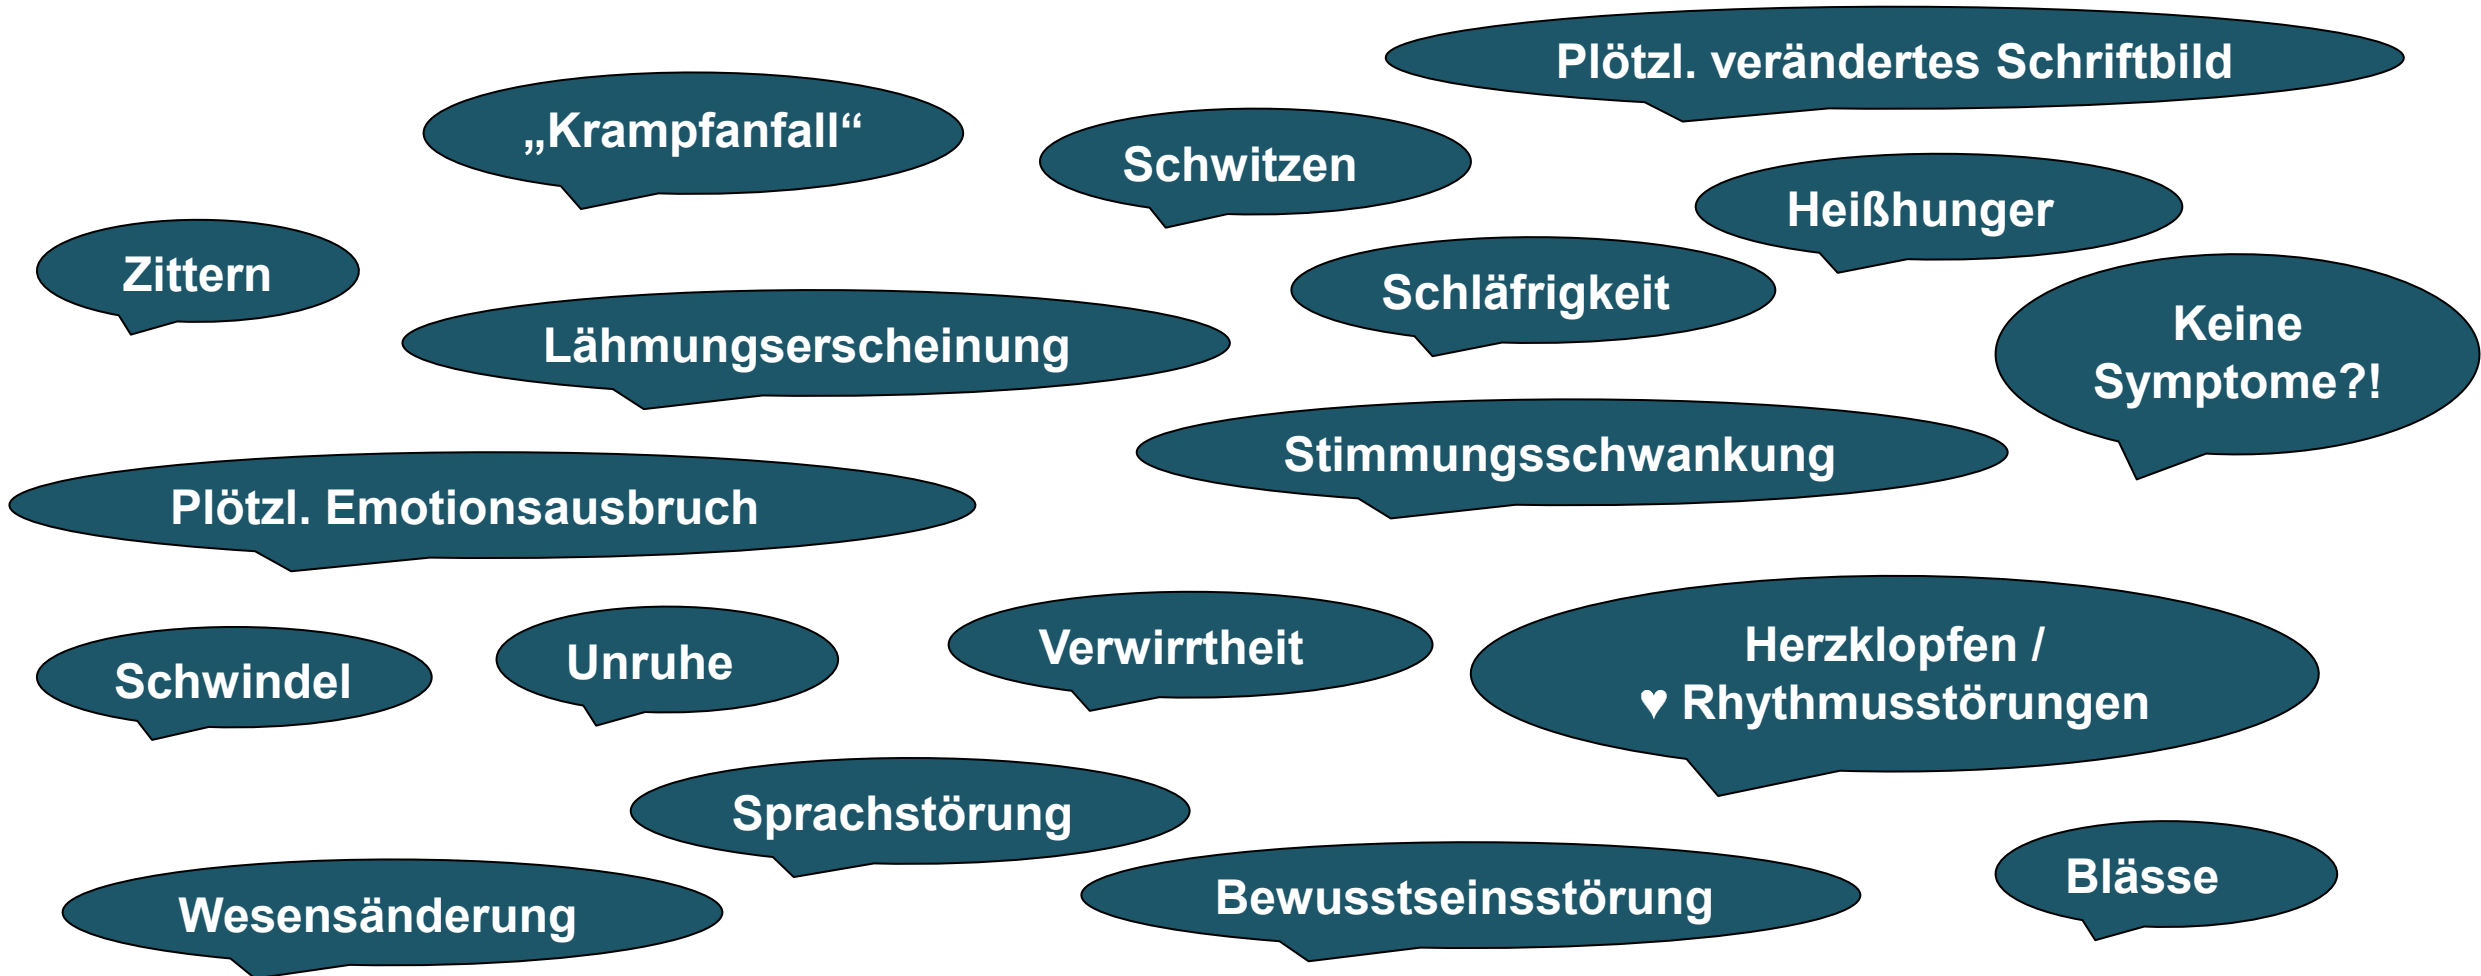 Plötzl. verändertes Schriftbild
„Krampfanfall“
Schwitzen
Heißhunger
Zittern
Schläfrigkeit
Lähmungserscheinung
Keine
Symptome?!
Stimmungsschwankung
Plötzl. Emotionsausbruch
Schwindel
Unruhe
Verwirrtheit
Herzklopfen /
♥ Rhythmusstörungen
Sprachstörung
Wesensänderung
Bewusstseinsstörung
Blässe